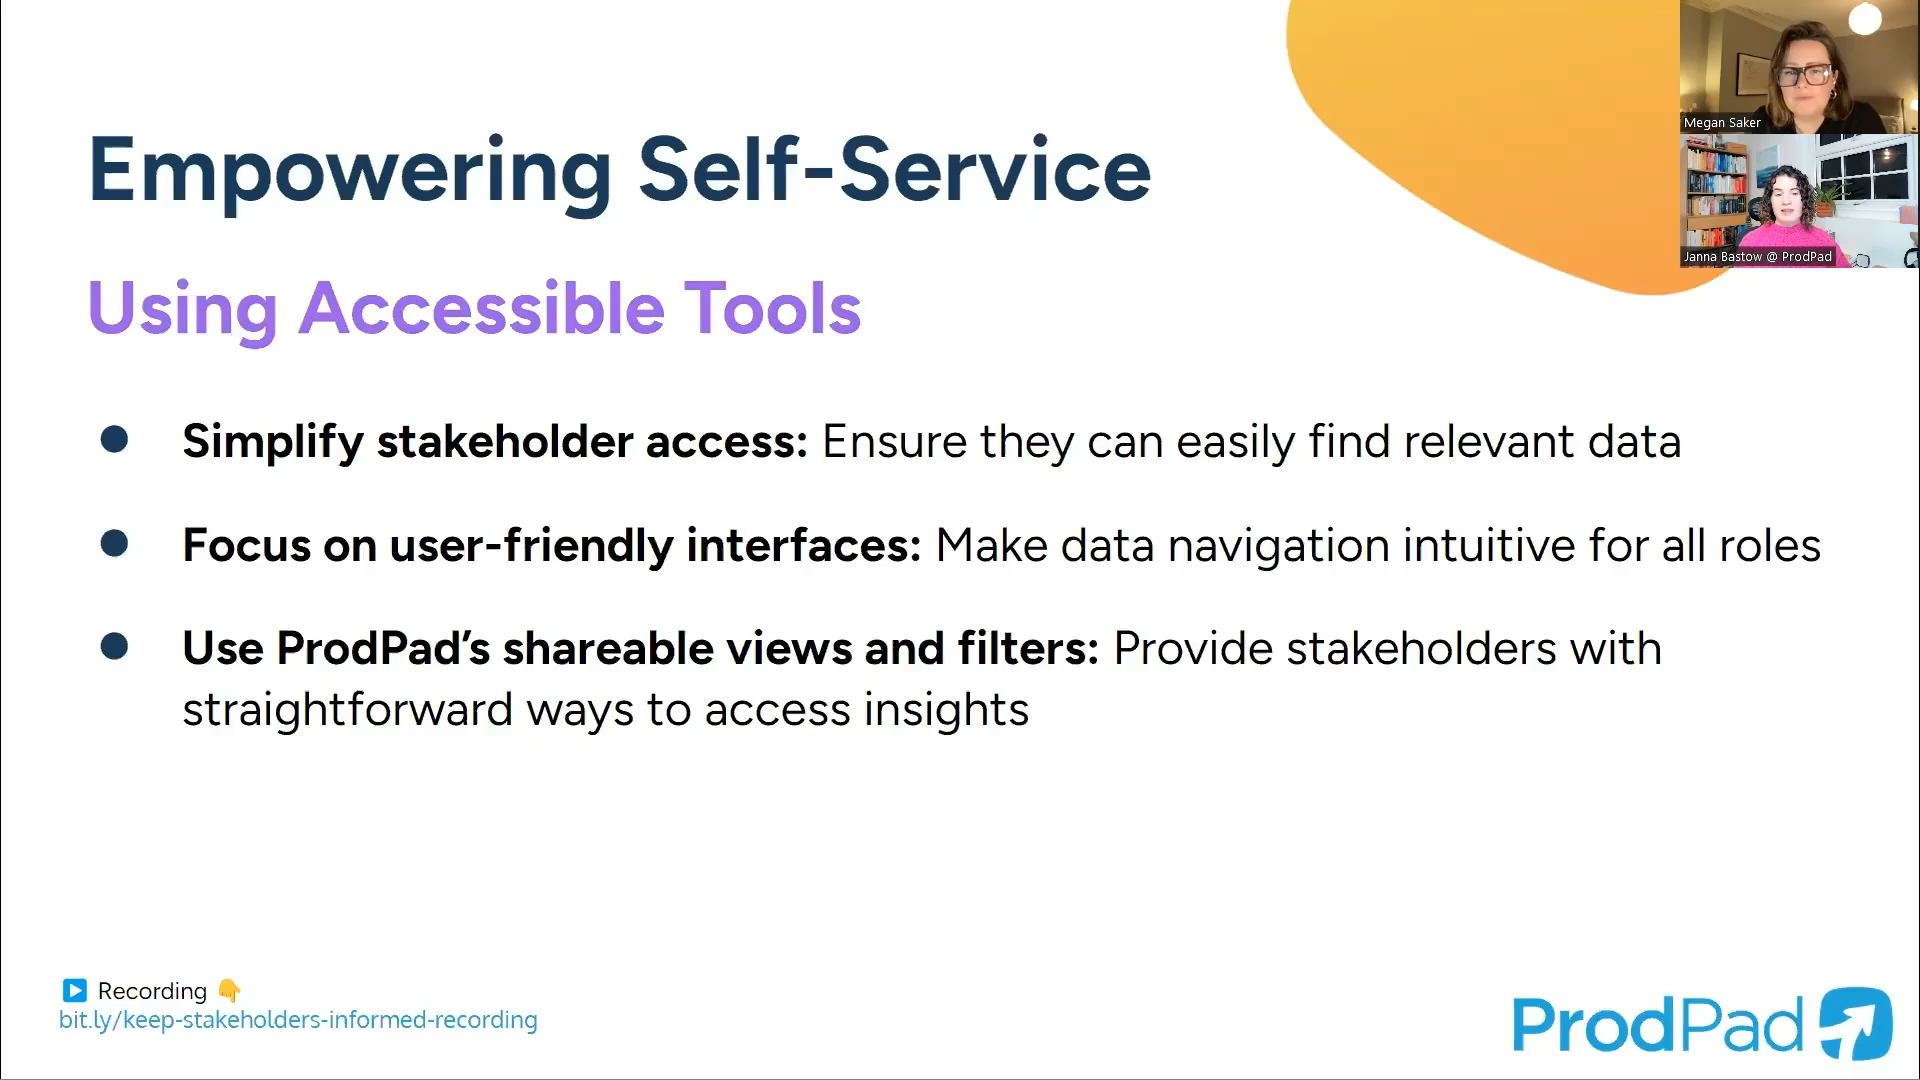 Empowering Self-Service
Using Accessible Tools
● Simplify stakeholder access: Ensure they can easily find relevant data
● Focus on user-friendly interfaces: Make data navigation intuitive for all roles
● Use ProdPad’s shareable views and filters: Provide stakeholders with
straightforward ways to access insights
Megan Saker
Janna Bastow @ ProdPad
▶️ Recording 👇
bit.ly/keep-stakeholders-informed-recording
ProdPad